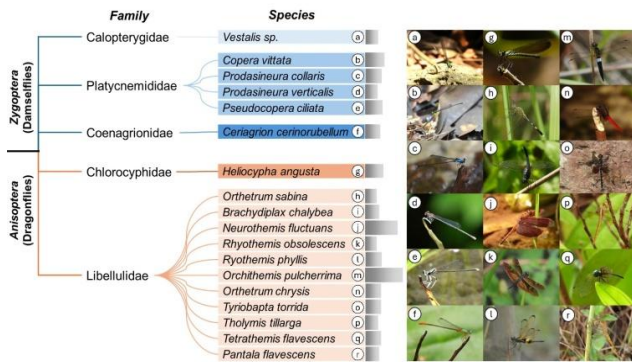 Family
Species
Zygoptera
(Damselflies)
Calopterygidae
Vestalis sp. a
Platycnemididae
Copera vittata b
Prodasineura collaris c
Prodasineura verticalis d
Pseudocopera ciliata e
Coenagrionidae
Ceriagrion cerinorubellum f
Anisoptera
(Dragonflies)
Chlorocyphidae
Heliocypha angusta g
Libellulidae
Orthetrum sabina h
Brachydiplax chalybea i
Neurothemis fluctuans j
Rhyothemis obsolescens k
Ryothemis phyllis l
Orchithemis pulcherrima m
Orthetrum chrysis n
Tyriobapta torrida o
Tholymis tillarga p
Tetrathemis flavescens q
Pantala flavescens r
a g m
b h n
c i o
d j p
e k q
f l r